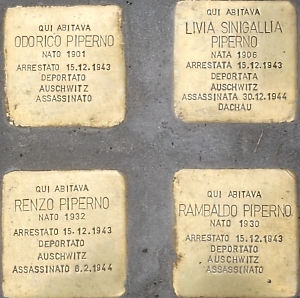 QUI ABITAVA
ODORICO PIPERNO
NATO 1901
ARRESTATO 15.12.1943
DEPORTATO
AUSCHWITZ
ASSASSINATO
QUI ABITAVA
LIVIA SINIGALLIA
PIPERNO
NATA 1906
ARRESTATA 15.12.1943
DEPORTATA
AUSCHWITZ
ASSASSINATA 30.12.1944
DACHAU
QUI ABITAVA
RENZO PIPERNO
NATO 1932
ARRESTATO 15.12.1943
DEPORTATO
AUSCHWITZ
ASSASSINATO 6.2.1944
QUI ABITAVA
RAMBALDO PIPERNO
NATO 1930
ARRESTATO 15.12.1943
DEPORTATO
AUSCHWITZ
ASSASSINATO